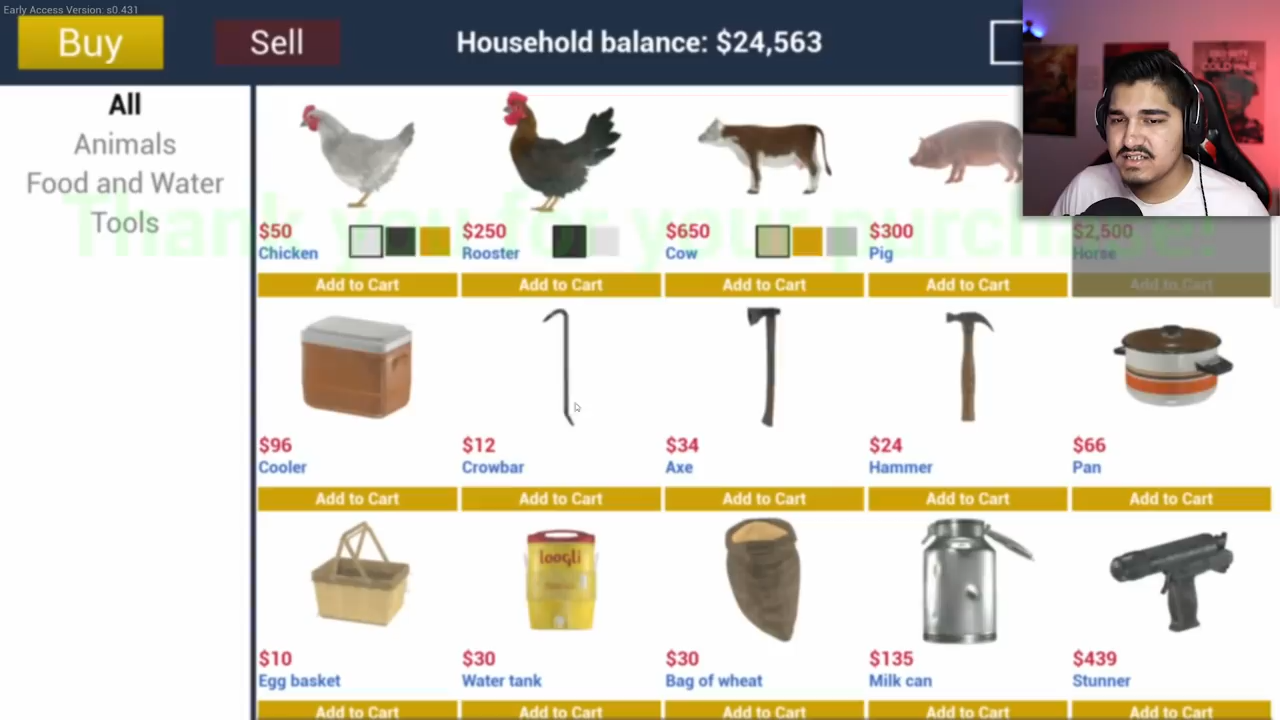 Early Access Version: s0.431
Buy
Sell
Household balance: $24,563
All
Animals
Food and Water
Tools
Thank you for your purchase!
$50
Chicken
Add to Cart
$250
Rooster
Add to Cart
$650
Cow
Add to Cart
$300
Pig
Add to Cart
$2,500
Horse
Add to Cart
$96
Cooler
Add to Cart
$12
Crowbar
Add to Cart
$34
Axe
Add to Cart
$24
Hammer
Add to Cart
$66
Pan
Add to Cart
$10
Egg basket
Add to Cart
loogli
$30
Water tank
Add to Cart
$30
Bag of wheat
Add to Cart
$135
Milk can
Add to Cart
$439
Stunner
Add to Cart